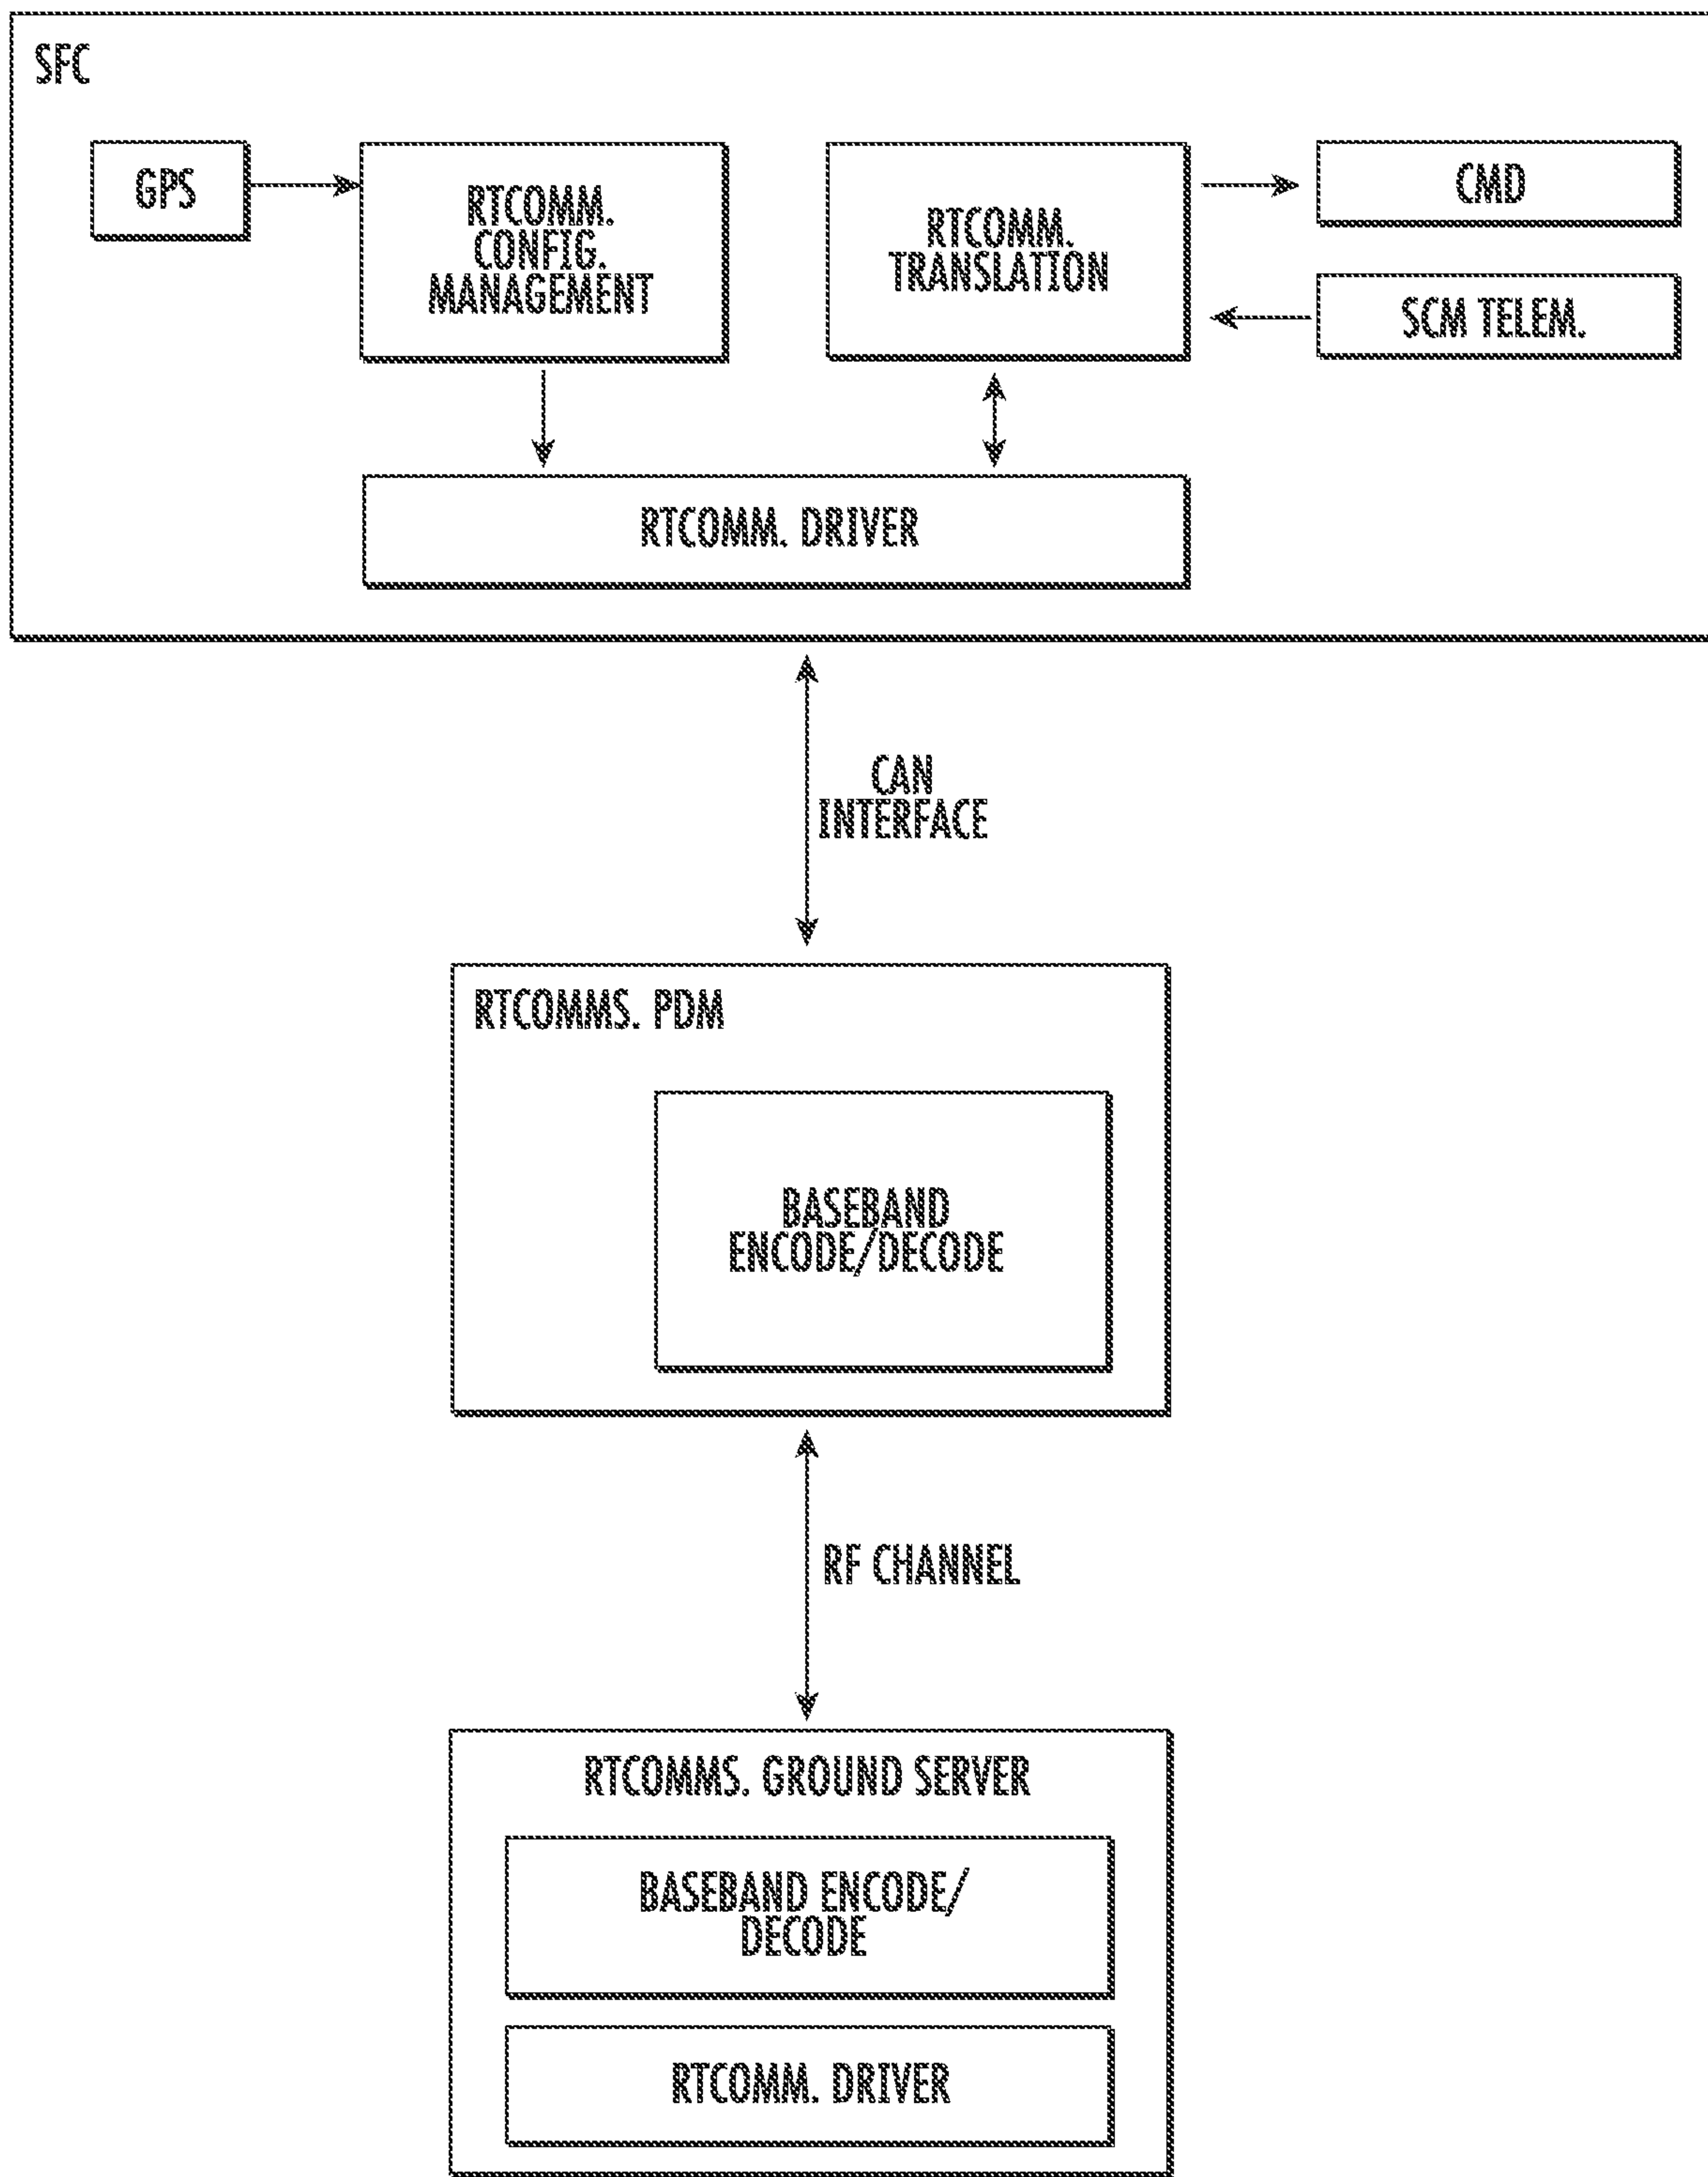 SFC
GPS
RTCOMM.
CONFIG.
MANAGEMENT
RTCOMM.
TRANSLATION
CMD
SCM TELEM.
RTCOMM. DRIVER
CAN
INTERFACE
RTCOMMS. PDM
BASEBAND
ENCODE/DECODE
RF CHANNEL
RTCOMMS. GROUND SERVER
BASEBAND ENCODE/
DECODE
RTCOMM. DRIVER